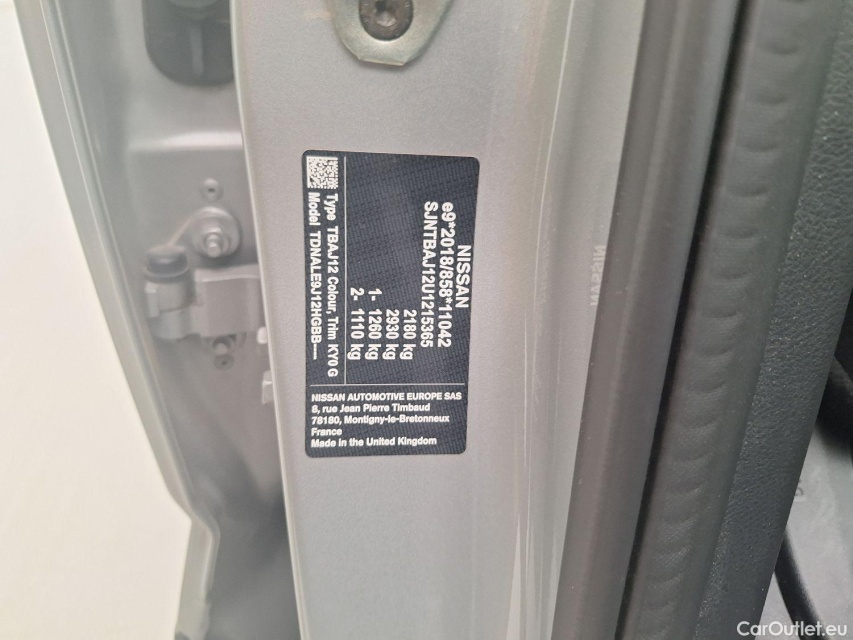 NISSAN
e9*2018/858*11042
SJNTBAJ12U1215365
2180 kg
2930 kg
1- 1260 kg
2- 1110 kg
Type TBAJ12 Colour, Trim KY0 G
Model TDNALE9J12HGBB----
NISSAN AUTOMOTIVE EUROPE SAS
8, rue Jean Pierre Timbaud
78180, Montigny-le-Bretonneux
France
Made in the United Kingdom
CarOutlet.eu